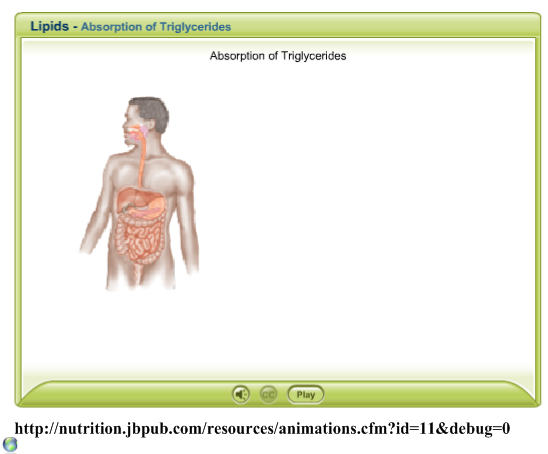 Lipids - Absorption of Triglycerides
Absorption of Triglycerides
CC
Play
http://nutrition.jbpub.com/resources/animations.cfm?id=11&debug=0